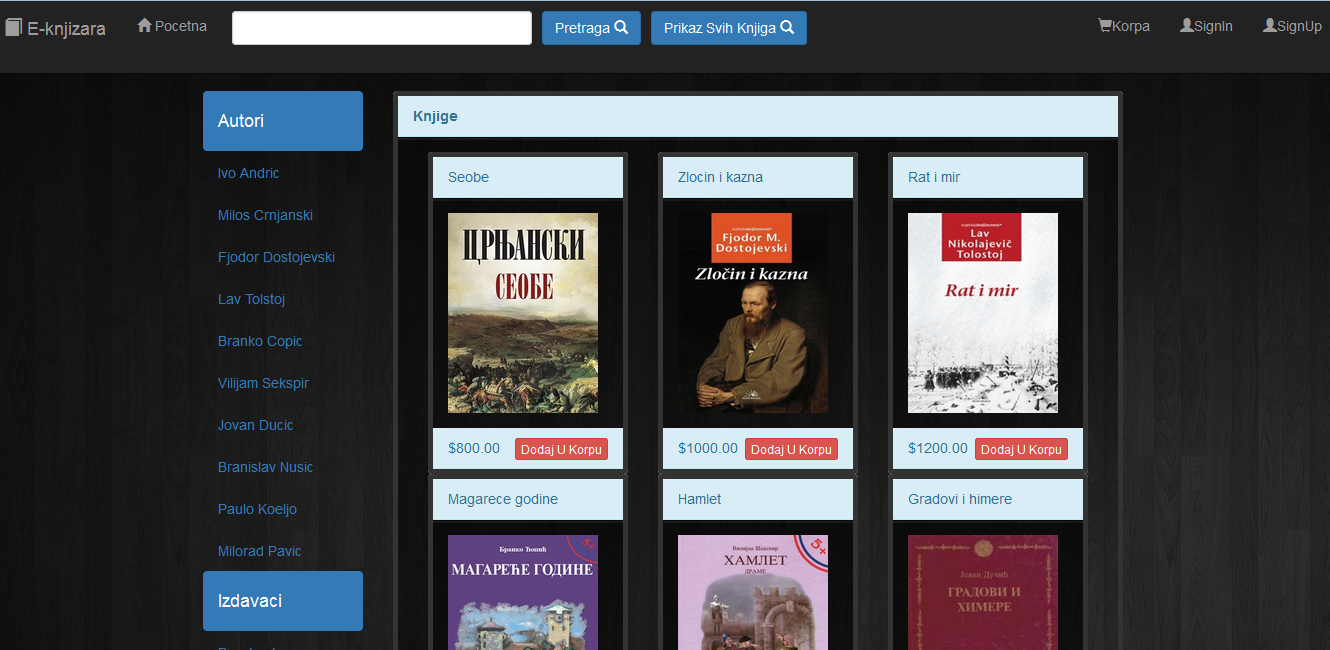 E-knjizara
Pocetna
Pretraga
Prikaz Svih Knjiga
Korpa
SignIn
SignUp
Autori
Ivo Andric
Milos Crnjanski
Fjodor Dostojevski
Lav Tolstoj
Branko Copic
Vilijam Sekspir
Jovan Ducic
Branislav Nusic
Paulo Koeljo
Milorad Pavic
Izdavaci
Knjige
Seobe
ЦРЊАНСКИ
СЕОБЕ
$800.00
Dodaj U Korpu
Zlocin i kazna
Fjodor M.
Dostojevski
Zločin i kazna
$1000.00
Dodaj U Korpu
Rat i mir
Lav
Nikolajevič
Tolostoj
Rat i mir
$1200.00
Dodaj U Korpu
Magarece godine
Бранко Ћопић
МАГАРЕЋЕ ГОДИНЕ
5×
Hamlet
Вилијам Шекспир
ХАМЛЕТ
ДРАМЕ
5×
Gradovi i himere
Јован Дучић
ГРАДОВИ И
ХИМЕРЕ